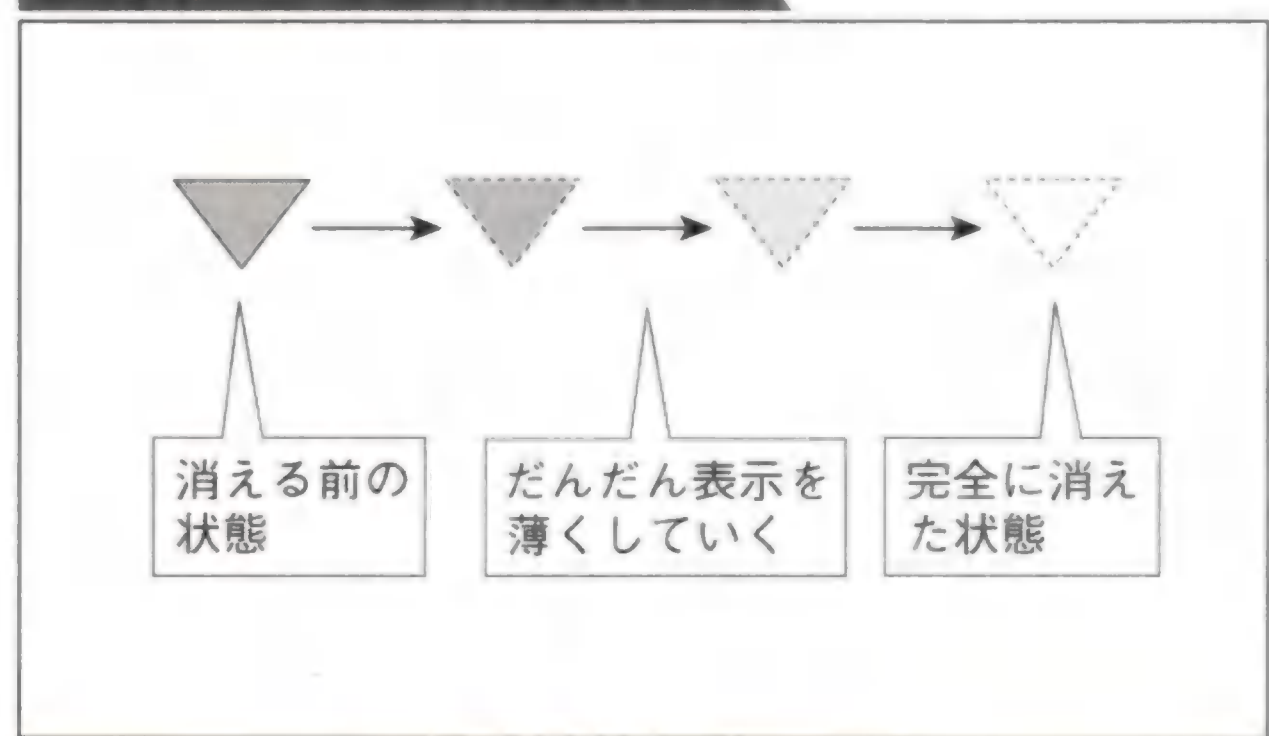 消える前の
状態
だんだん表示を
薄くしていく
完全に消え
た状態